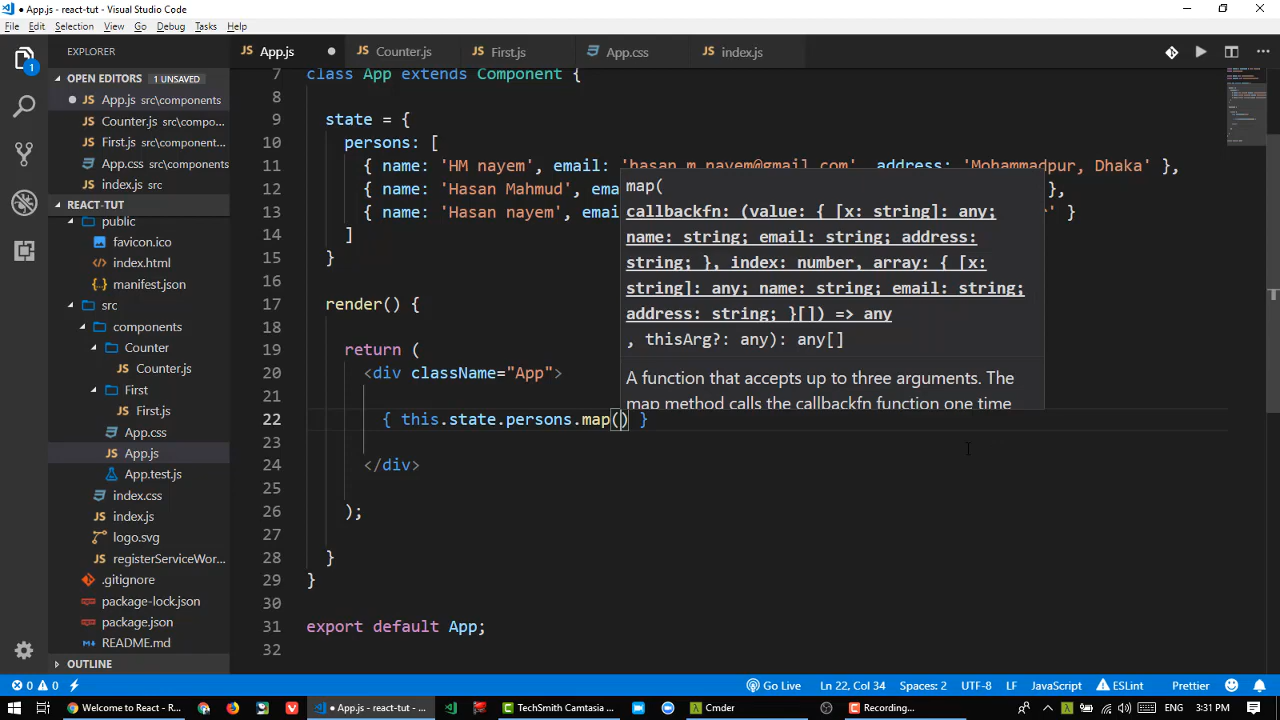 App.js - react-tut - Visual Studio Code
File Edit Selection View Go Debug Tasks Help
EXPLORER
App.js Counter.js First.js App.css index.js
OPEN EDITORS 1 UNSAVED
App.js src\components
Counter.js src\compo...
First.js src\component...
App.css src\components
index.js src
REACT-TUT
public
favicon.ico
index.html
manifest.json
src
components
Counter
Counter.js
First
First.js
App.css
App.js
App.test.js
index.css
index.js
logo.svg
registerServiceWor...
.gitignore
package-lock.json
package.json
README.md
OUTLINE
1
7 class App extends Component {
8
9 state = {
10 persons: [
11 { name: 'HM nayem', email: 'hasan.m.nayem@gmail.com', address: 'Mohammadpur, Dhaka' },
12 { name: 'Hasan Mahmud', ema },
13 { name: 'Hasan nayem', emai ' }
14 ]
15 }
16
17 render() {
18
19 return (
20 <div className="App">
21
22 { this.state.persons.map() }
23
24 </div>
25
26 );
27
28 }
29 }
30
31 export default App;
32
map(
callbackfn: (value: { [x: string]: any;
name: string; email: string; address:
string; }, index: number, array: { [x:
string]: any; name: string; email: string;
address: string; }[]) => any
, thisArg?: any): any[]
A function that accepts up to three arguments. The
map method calls the callbackfn function one time
0 0 Go Live Ln 22, Col 34 Spaces: 2 UTF-8 LF JavaScript ESLint Prettier 1
Welcome to React - R... App.js - react-tut - ... TechSmith Camtasia ... Cmder Recording... 3:31 PM